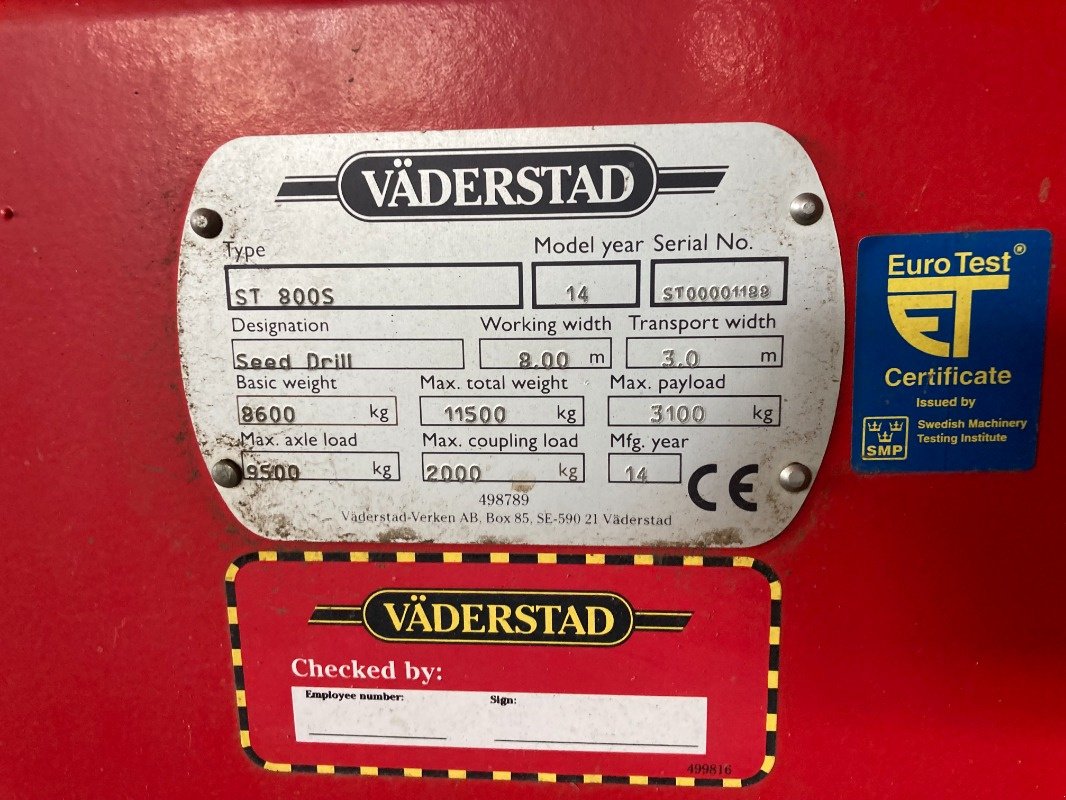 VÄDERSTAD
Type Model year Serial No.
ST 800S 14 ST00001188
Designation Working width Transport width
Seed Drill 8.00 m 3.0 m
Basic weight Max. total weight Max. payload
8600 kg 11500 kg 3100 kg
Max. axle load Max. coupling load Mfg. year
9500 kg 2000 kg 14 CE
498789
Väderstad-Verken AB, Box 85, SE-590 21 Väderstad
Euro Test®
ET
Certificate
Issued by
SMP Swedish Machinery
Testing Institute
VÄDERSTAD
Checked by:
Employee number: Sign:
499816